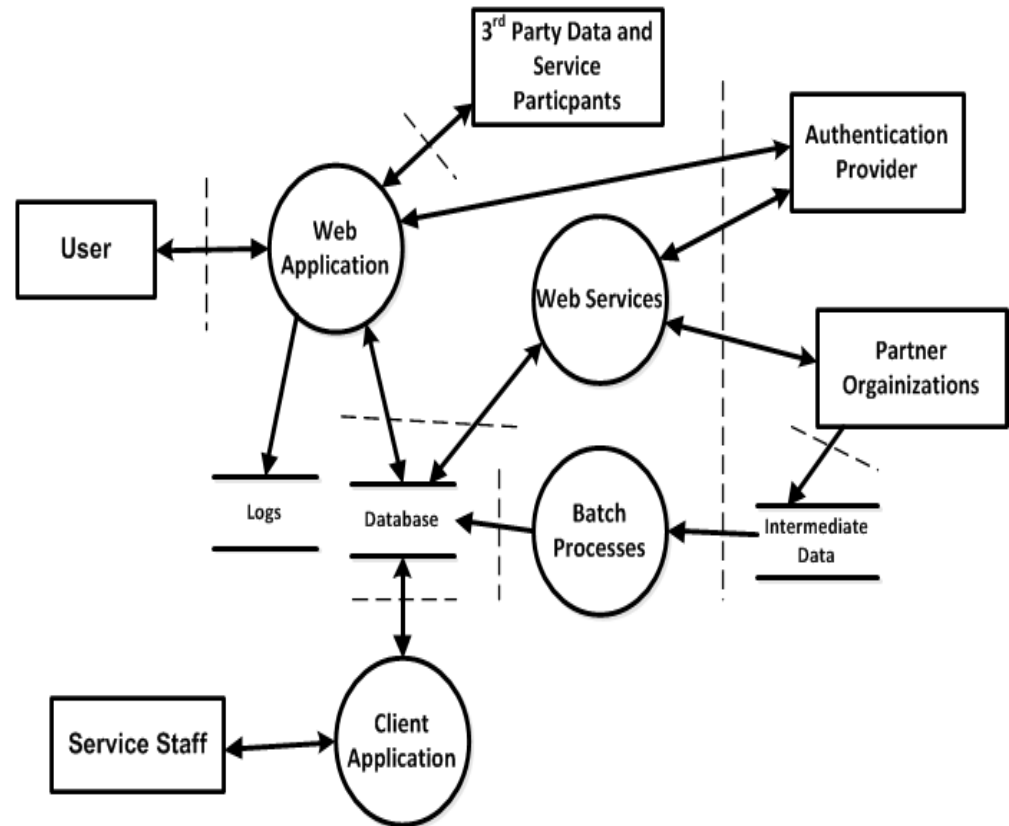 3rd Party Data and
Service
Particpants
Authentication
Provider
User
Web
Application
Web Services
Partner
Orgainizations
Logs
Database
Batch
Processes
Intermediate
Data
Service Staff
Client
Application